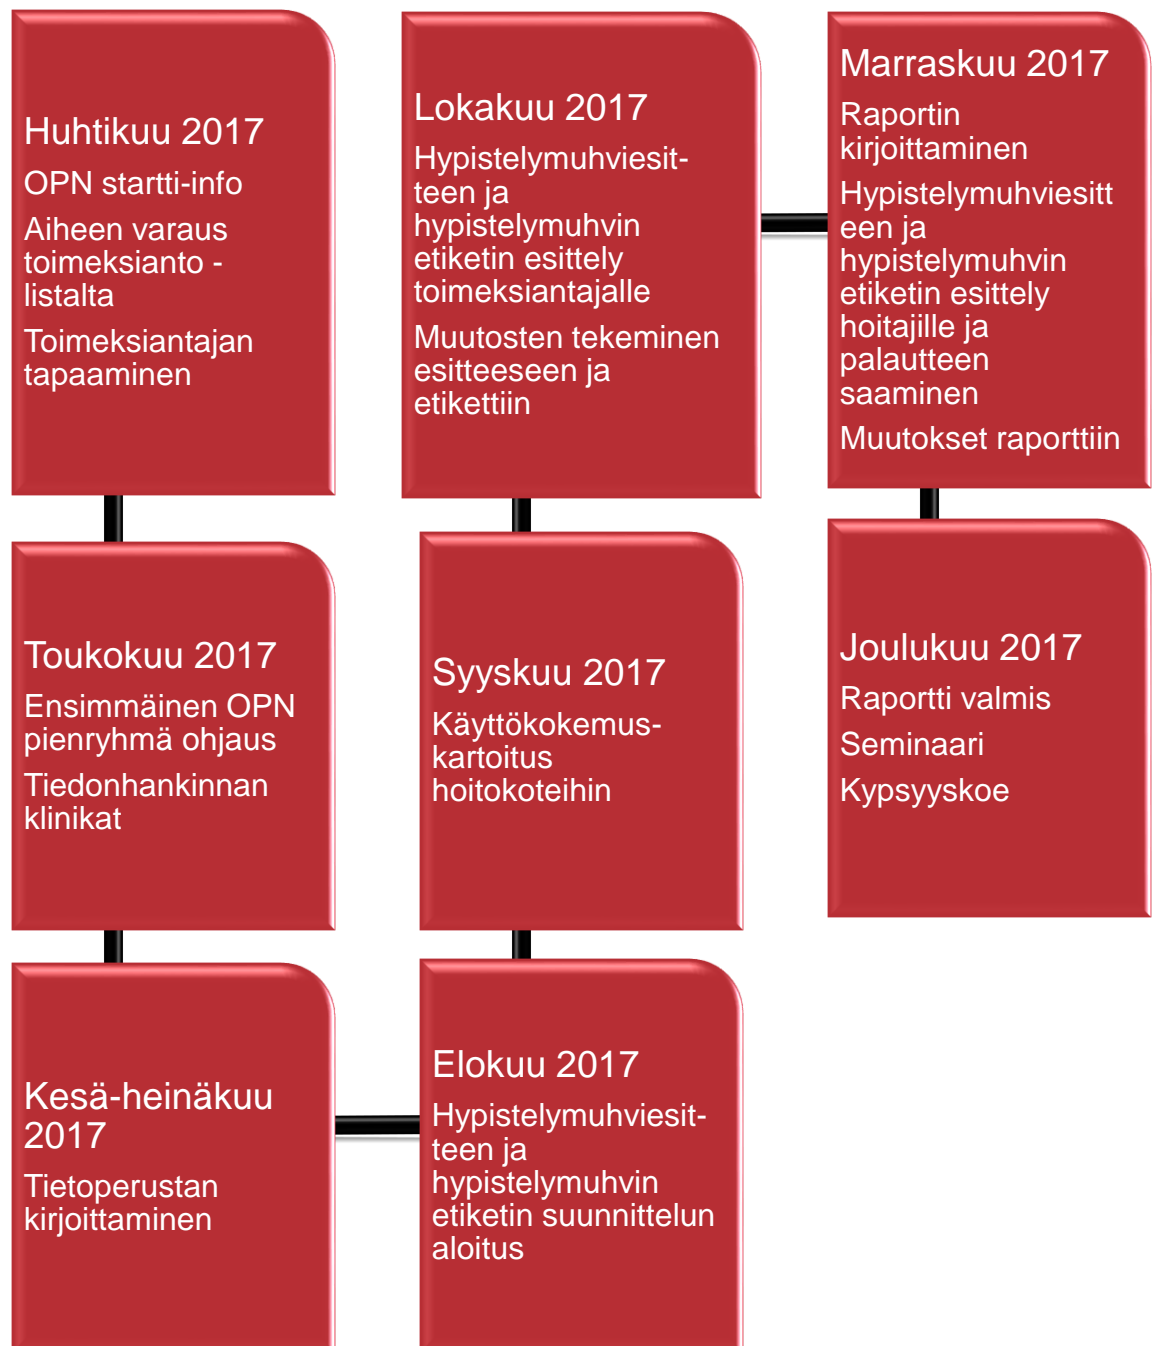 Huhtikuu 2017
OPN startti-info
Aiheen varaus
toimeksianto -
listalta
Toimeksiantajan
tapaaminen
Toukokuu 2017
Ensimmäinen OPN
pienryhmä ohjaus
Tiedonhankinnan
klinikat
Kesä-heinäkuu
2017
Tietoperustan
kirjoittaminen
Elokuu 2017
Hypistelymuhviesit-
teen ja
hypistelymuhvin
etiketin suunnittelun
aloitus
Syyskuu 2017
Käyttökokemus-
kartoitus
hoitokoteihin
Lokakuu 2017
Hypistelymuhviesit-
teen ja
hypistelymuhvin
etiketin esittely
toimeksiantajalle
Muutosten tekeminen
esitteeseen ja
etikettiin
Marraskuu 2017
Raportin
kirjoittaminen
Hypistelymuhviesitt
een ja
hypistelymuhvin
etiketin esittely
hoitajille ja
palautteen
saaminen
Muutokset raporttiin
Joulukuu 2017
Raportti valmis
Seminaari
Kypsyyskoe